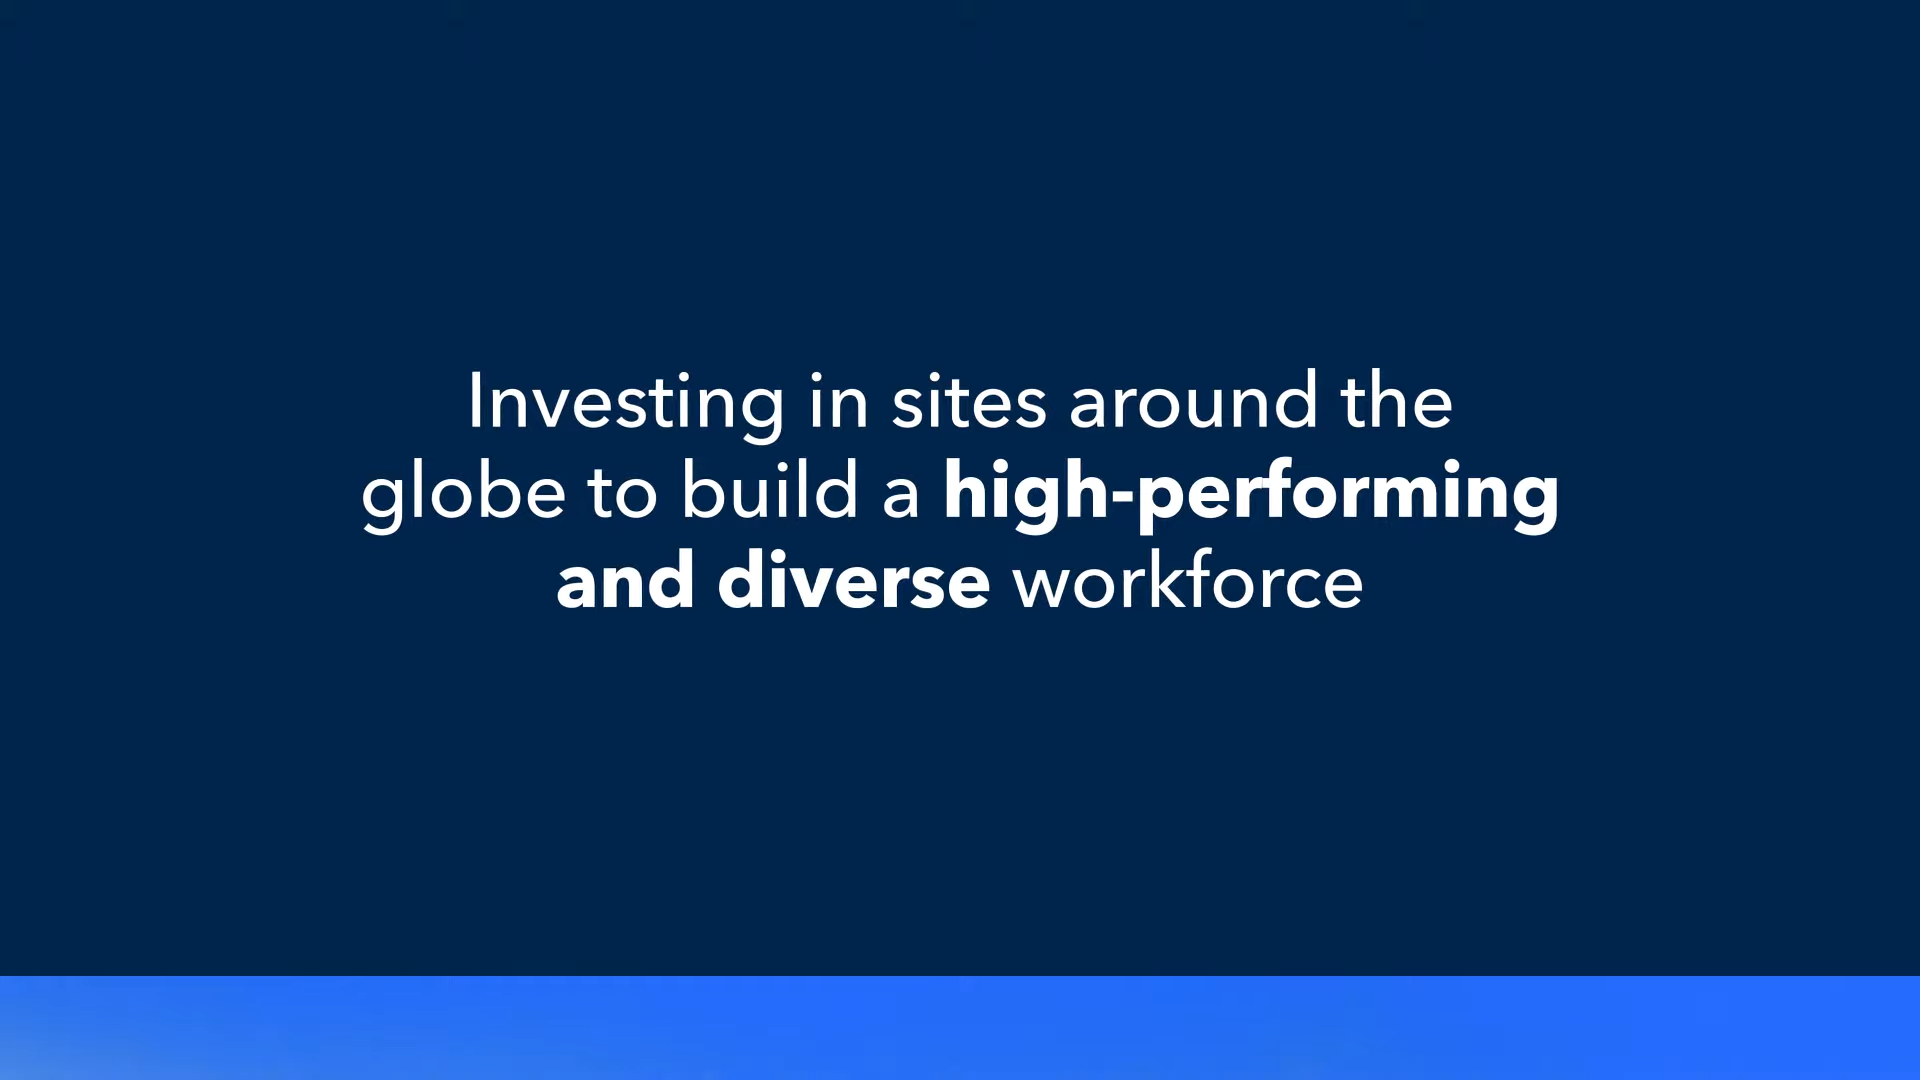 Investing in sites around the
globe to build a high-performing
and diverse workforce